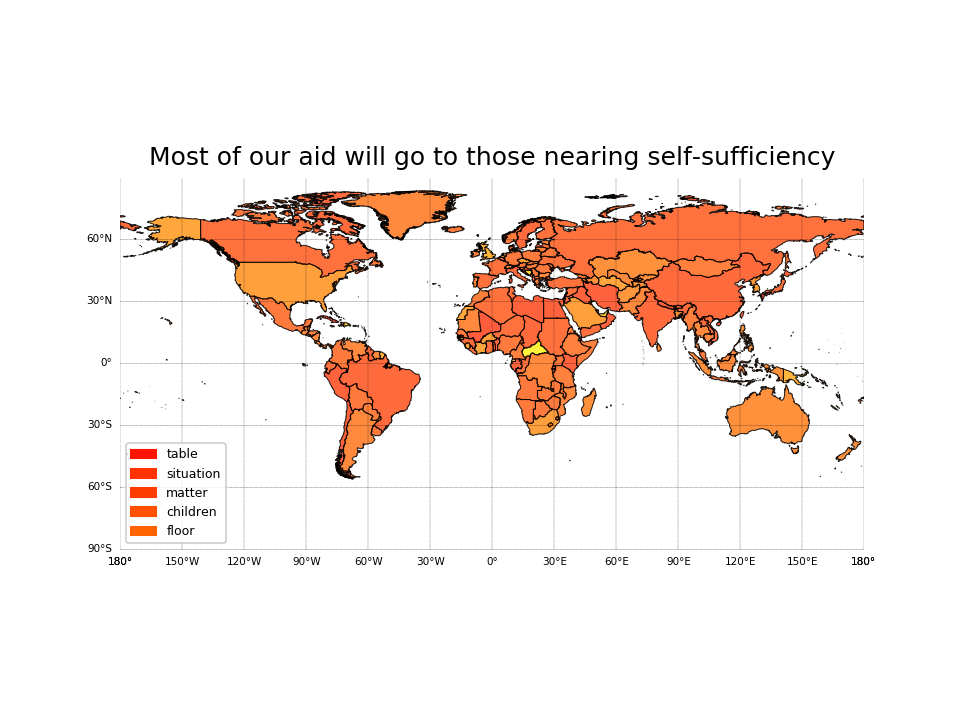 Most of our aid will go to those nearing self-sufficiency
60°N
30°N
0°
30°S
60°S
90°S
table
situation
matter
children
floor
180° 150°W 120°W 90°W 60°W 30°W 0° 30°E 60°E 90°E 120°E 150°E 180°